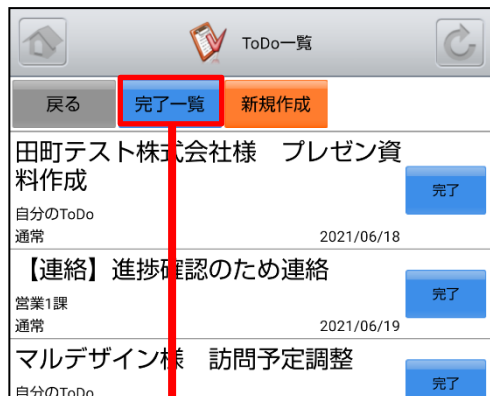 ToDo一覧
戻る 完了一覧 新規作成
田町テスト株式会社様　プレゼン資
料作成
完了
自分のToDo
通常 2021/06/18
【連絡】進捗確認のため連絡
完了
営業1課
通常 2021/06/19
マルデザイン様　訪問予定調整
完了
自分のToDo